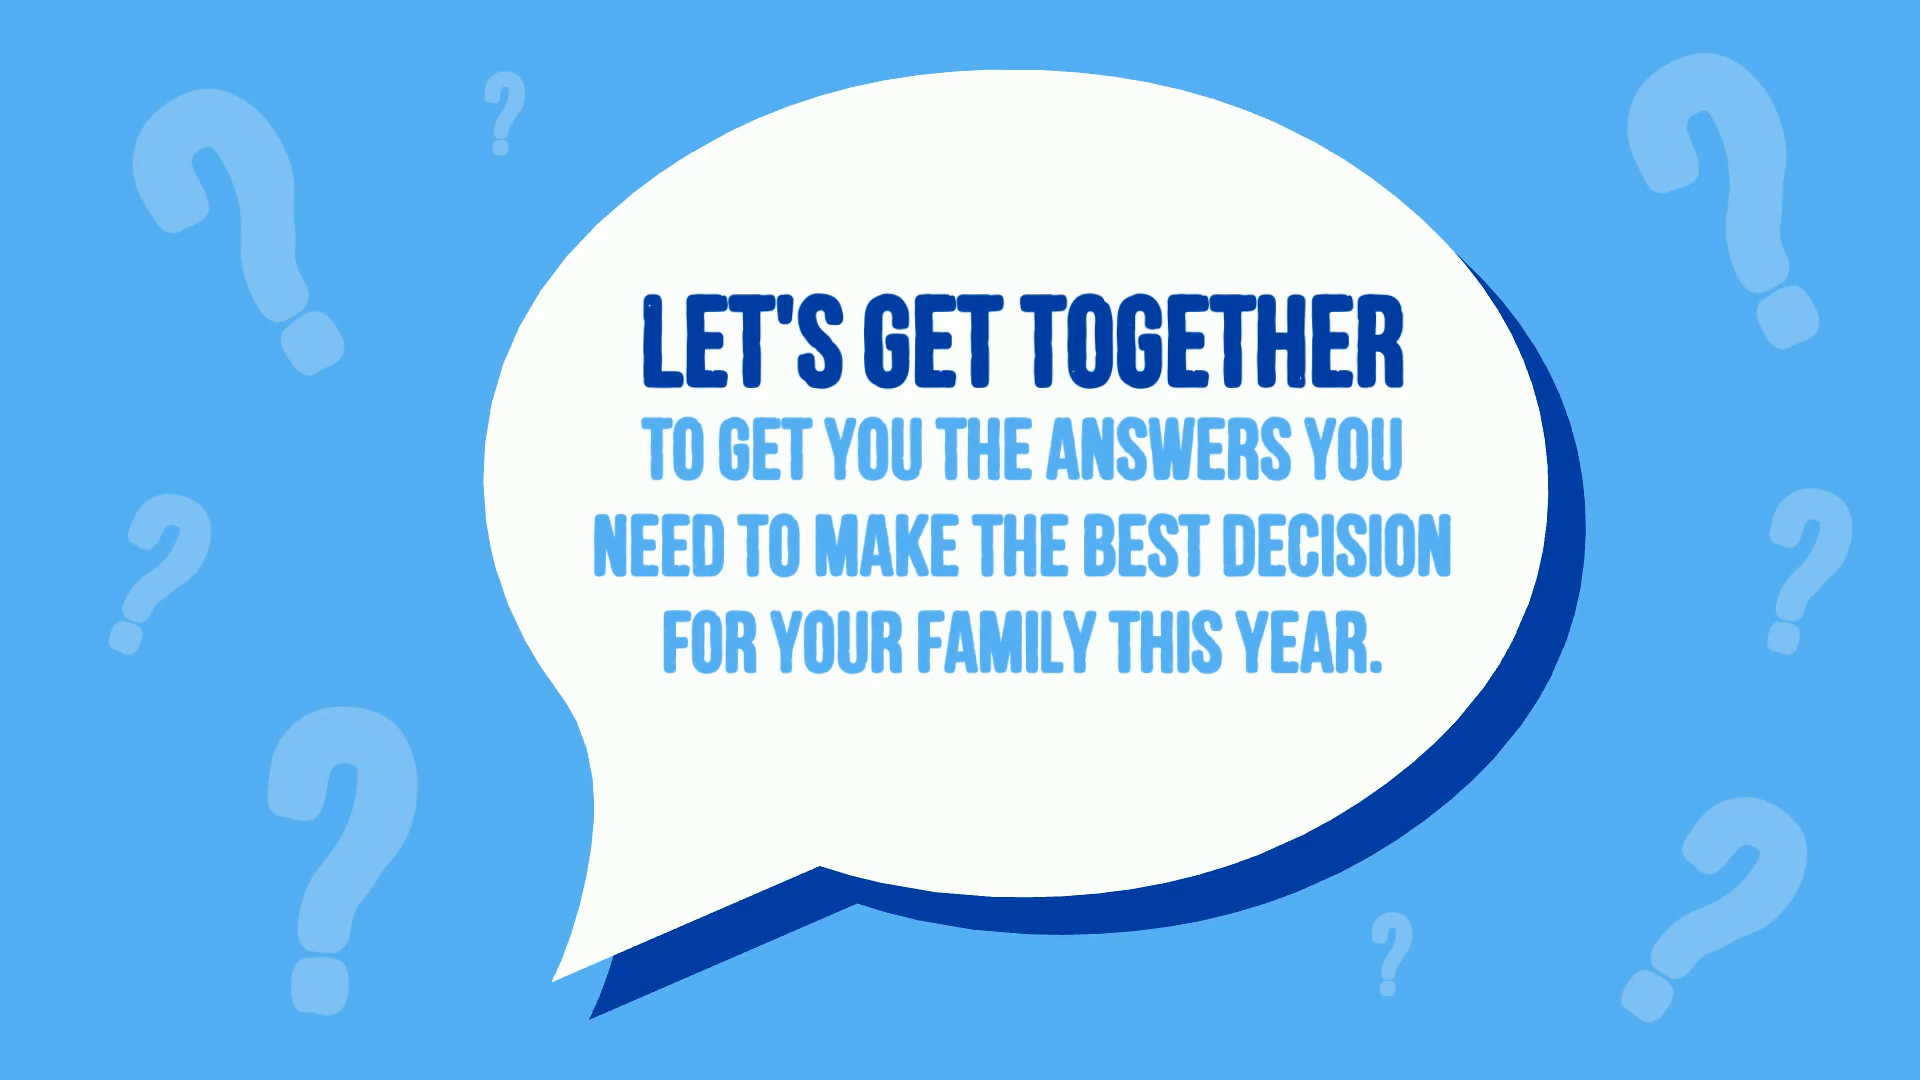 LET'S GET TOGETHER
TO GET YOU THE ANSWERS YOU
NEED TO MAKE THE BEST DECISION
FOR YOUR FAMILY THIS YEAR.